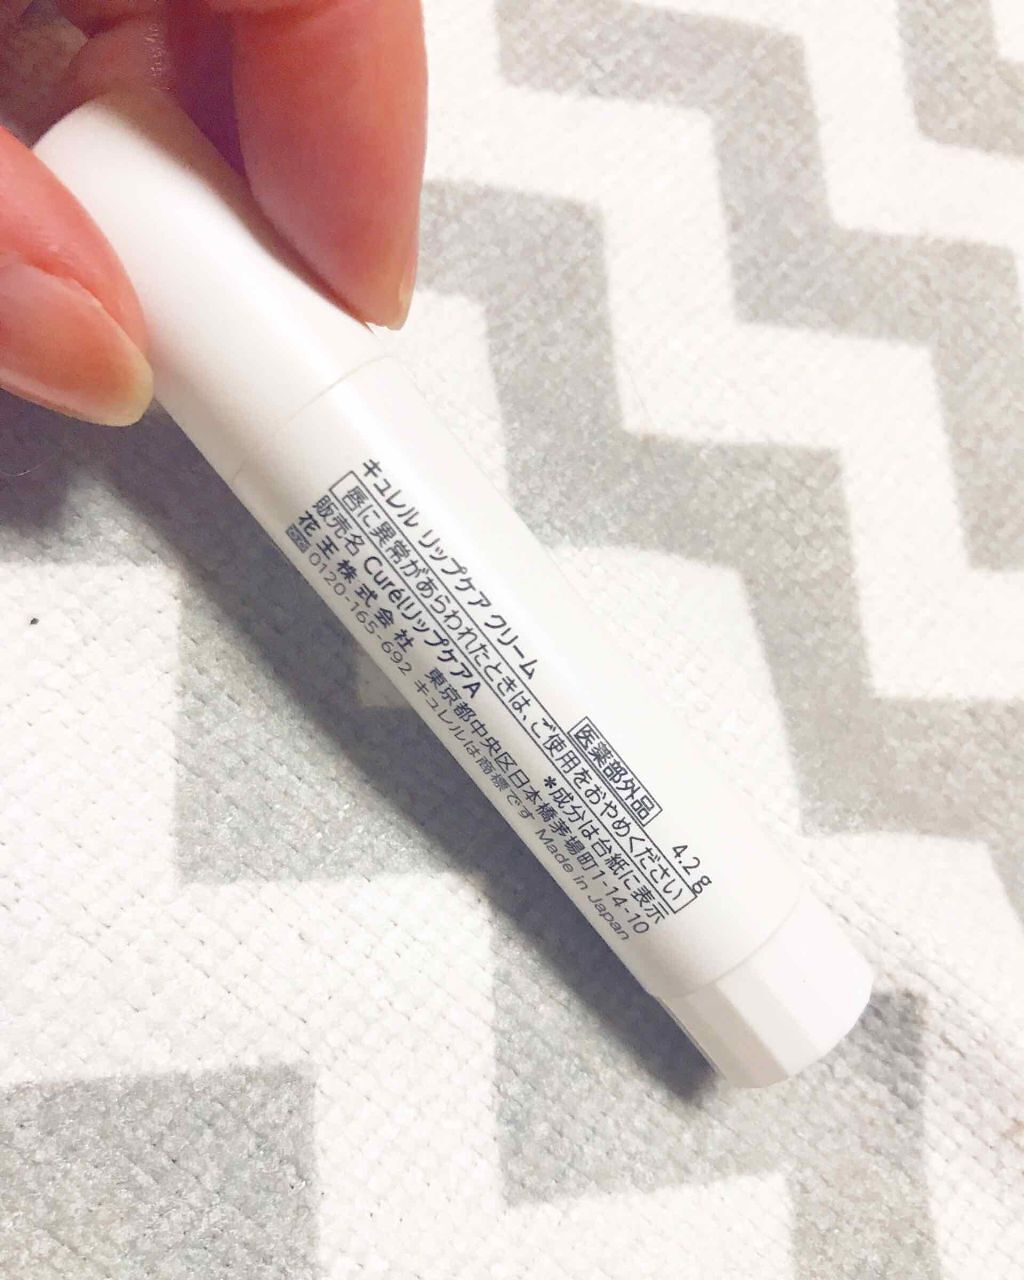 キュレル リップケア クリーム 医薬部外品 4.2 g
唇に異常があらわれたときは、ご使用をおやめください
販売名 CurélリップケアA *成分は台紙に表示
花王株式会社 東京都中央区日本橋茅場町1-14-10
0120-165-692 キュレルは商標です Made in Japan